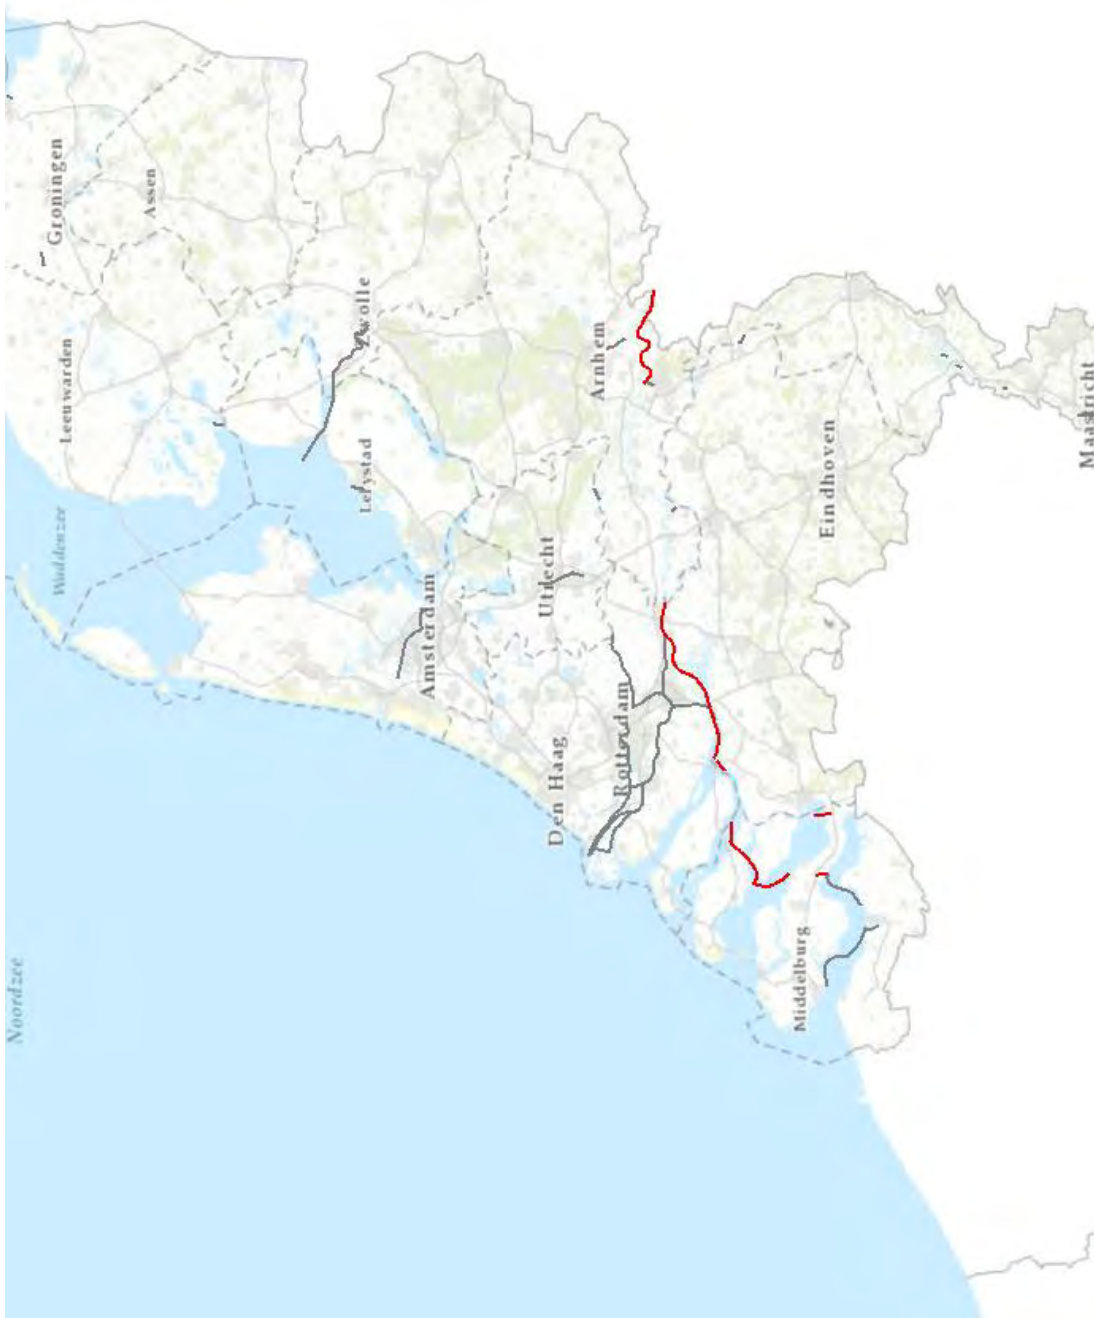 Noordzee
Waddenzee
Groningen
Leeuwarden
Assen
Zwolle
Lelystad
Amsterdam
Utrecht
Arnhem
Den Haag
Rotterdam
Middelburg
Eindhoven
Maastricht